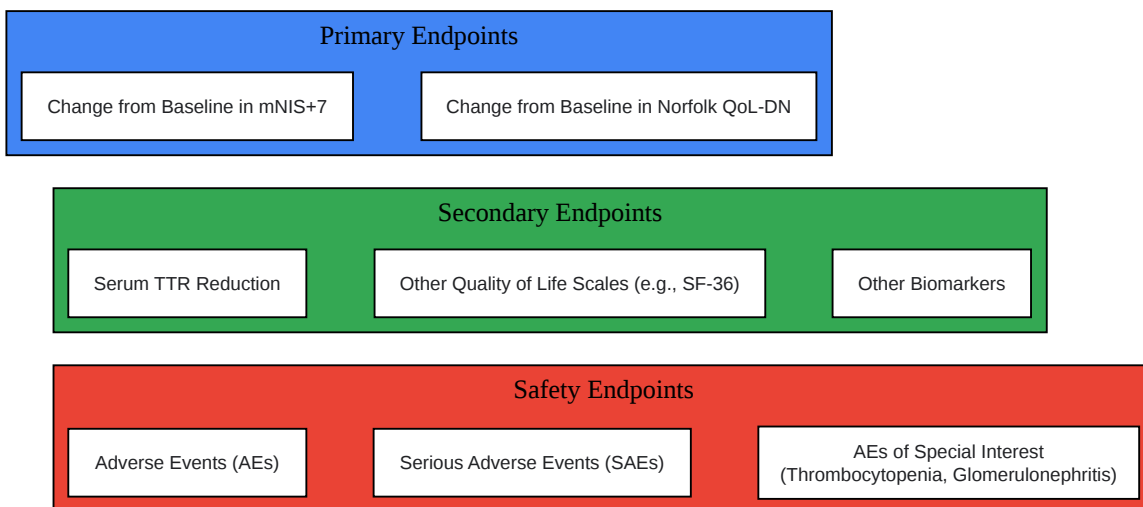 Primary Endpoints
Change from Baseline in mNIS+7
Change from Baseline in Norfolk QoL-DN
Secondary Endpoints
Serum TTR Reduction
Other Quality of Life Scales (e.g., SF-36)
Other Biomarkers
Safety Endpoints
Adverse Events (AEs)
Serious Adverse Events (SAEs)
AEs of Special Interest
(Thrombocytopenia, Glomerulonephritis)